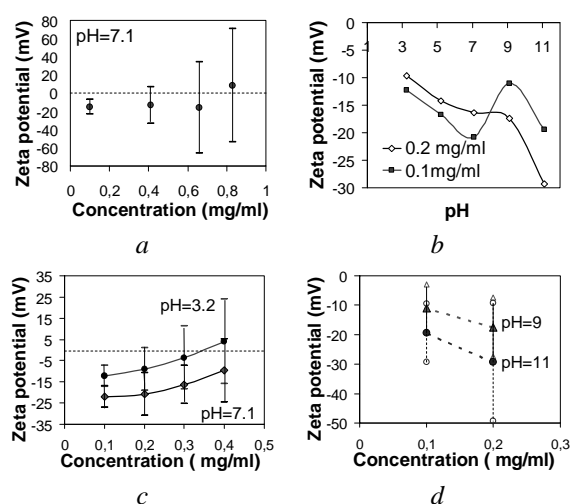 Zeta potential (mV)
80
60
40
20
0
-20
-40
-60
-80
pH=7.1
0 0,2 0,4 0,6 0,8 1
Concentration (mg/ml)
a
Zeta potential (mV)
0
-5
-10
-15
-20
-25
-30
1 3 5 7 9 11
0.2 mg/ml
0.1mg/ml
pH
b
Zeta potential (mV)
35
25
15
5
-5
-15
-25
-35
pH=3.2
pH=7.1
0 0,1 0,2 0,3 0,4 0,5
Concentration ( mg/ml)
c
Zeta potential (mV)
0
-10
-20
-30
-40
-50
pH=9
pH=11
0 0,1 0,2 0,3
Concentration ( mg/ml)
d